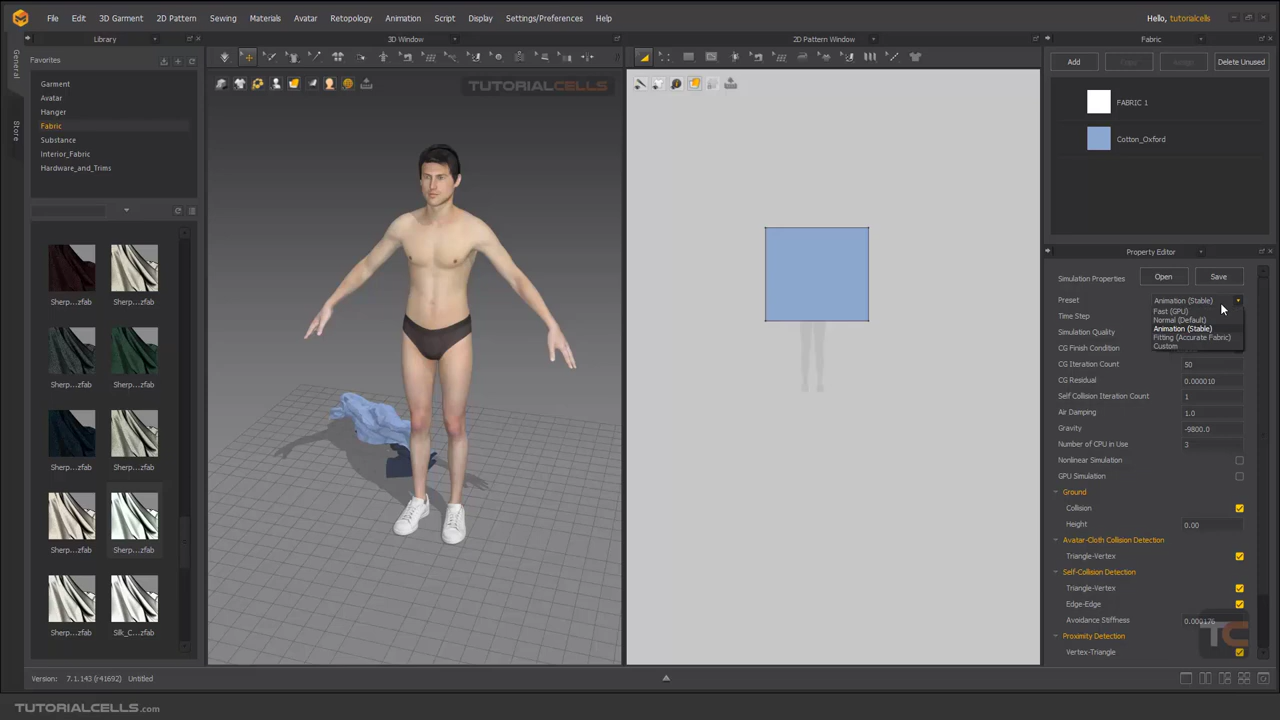 File Edit 3D Garment 2D Pattern Sewing Materials Avatar Retopology Animation Script Display Settings/Preferences Help
Hello, tutorialcells
Library
3D Window
2D Pattern Window
Fabric
General
Store
Favorites
Garment
Avatar
Hanger
Fabric
Substance
Interior_Fabric
Hardware_and_Trims
Sherp...zfab Sherp....zfab
Sherp...zfab Sherp....zfab
Sherp...zfab Sherp....zfab
Sherp...zfab Sherp....zfab
Sherp...zfab Silk_C....zfab
TUTORIALCELLS
Add
Delete Unused
FABRIC 1
Cotton_Oxford
Property Editor
Simulation Properties Open Save
Preset Animation (Stable)
Fast (GPU)
Normal (Default)
Animation (Stable)
Fitting (Accurate Fabric)
Custom
Time Step
Simulation Quality
CG Finish Condition
CG Iteration Count 50
CG Residual 0.000010
Self Collision Iteration Count 1
Air Damping 1.0
Gravity -9800.0
Number of CPU in Use 3
Nonlinear Simulation
GPU Simulation
Ground
Collision
Height 0.00
Avatar-Cloth Collision Detection
Triangle-Vertex
Self-Collision Detection
Triangle-Vertex
Edge-Edge
Avoidance Stiffness 0.000176
Proximity Detection
Vertex-Triangle
TC
Version: 7.1.143 (r41692) Untitled
TUTORIALCELLS.com